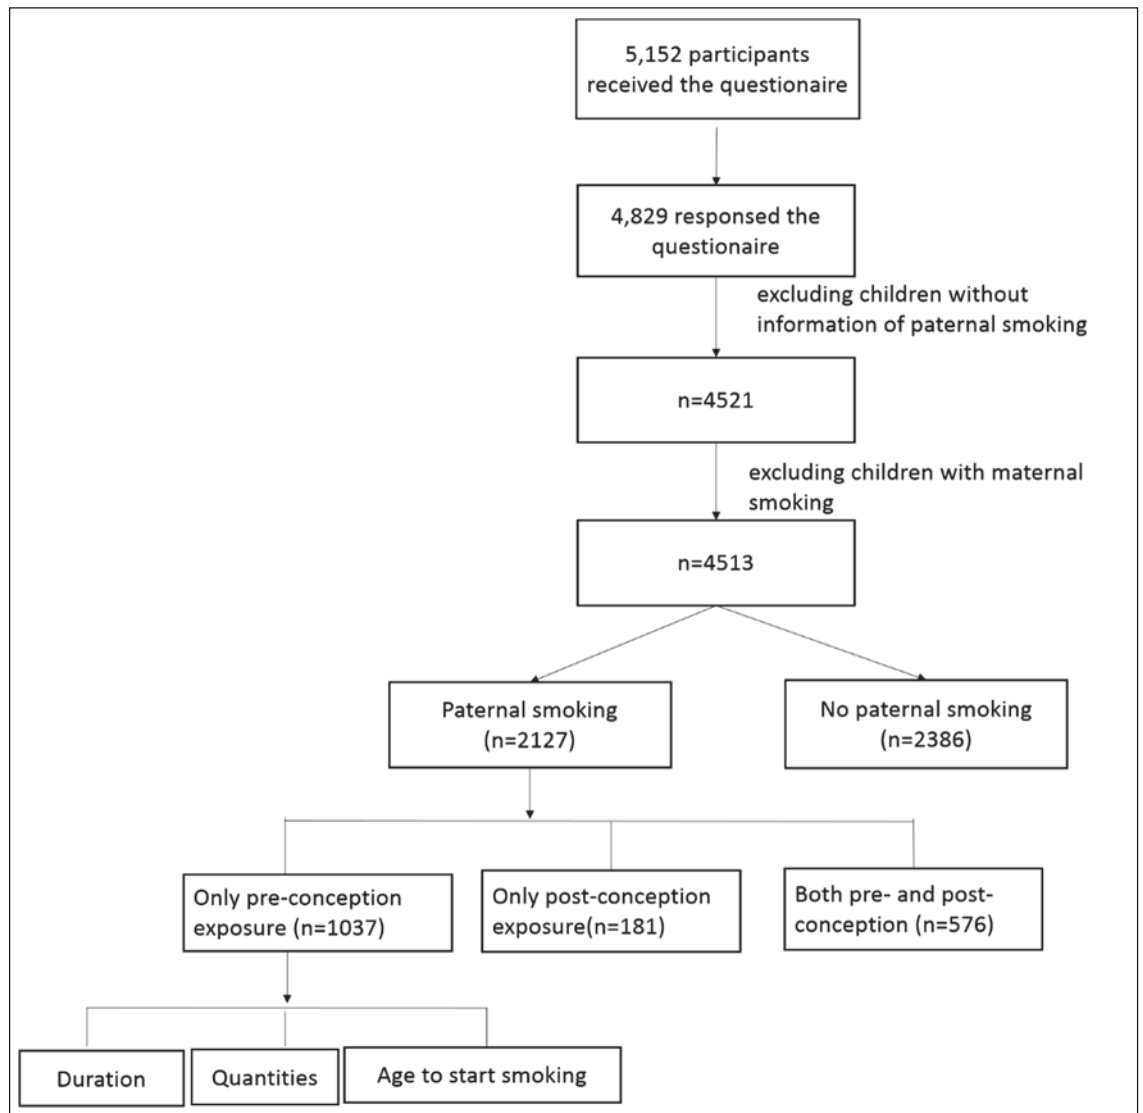 5,152 participants
received the questionaire
4,829 responsed the
questionaire
excluding children without
information of paternal smoking
n=4521
excluding children with maternal
smoking
n=4513
Paternal smoking
(n=2127)
No paternal smoking
(n=2386)
Only pre-conception
exposure (n=1037)
Only post-conception
exposure(n=181)
Both pre- and post-
conception (n=576)
Duration
Quantities
Age to start smoking